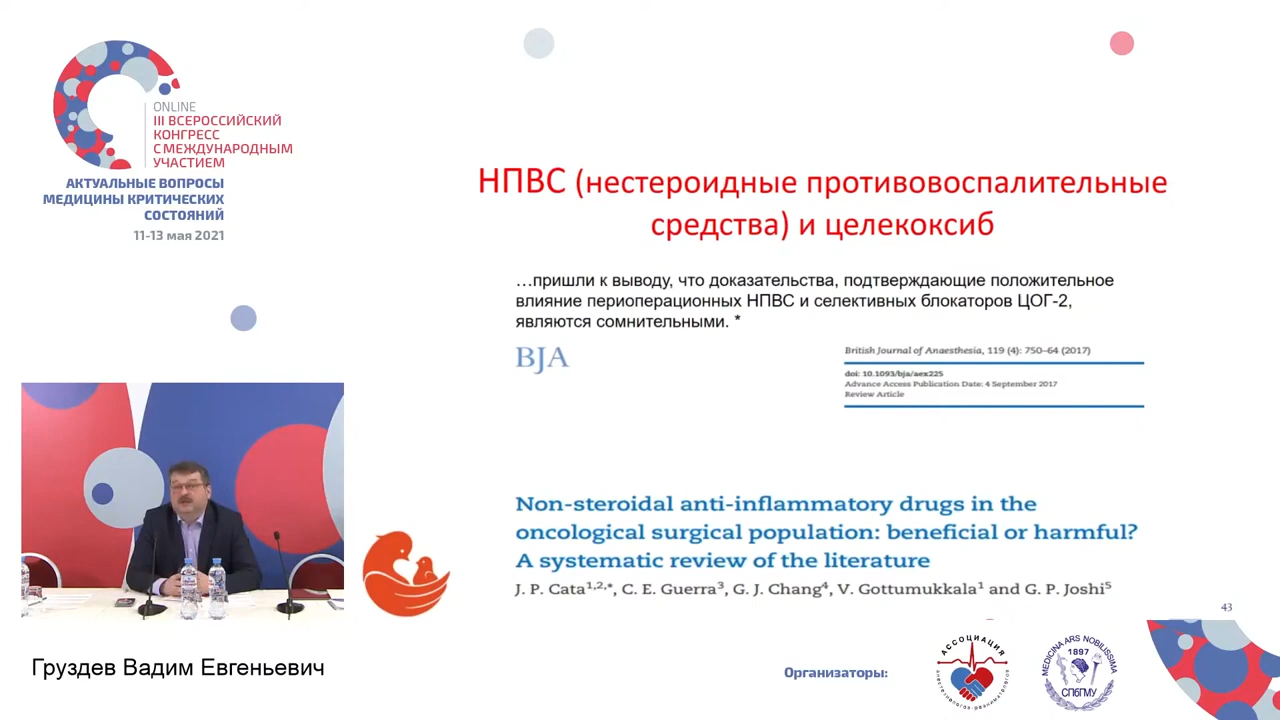 ONLINE
III ВСЕРОССИЙСКИЙ
КОНГРЕСС
С МЕЖДУНАРОДНЫМ
УЧАСТИЕМ
АКТУАЛЬНЫЕ ВОПРОСЫ
МЕДИЦИНЫ КРИТИЧЕСКИХ
СОСТОЯНИЙ
11-13 мая 2021
НПВС (нестероидные противовоспалительные
средства) и целекоксиб
…пришли к выводу, что доказательства, подтверждающие положительное
влияние периоперационных НПВС и селективных блокаторов ЦОГ-2,
являются сомнительными. *
BJA
British Journal of Anaesthesia, 119 (4): 750–64 (2017)
doi: 10.1093/bja/aex225
Advance Access Publication Date: 4 September 2017
Review Article
Non-steroidal anti-inflammatory drugs in the
oncological surgical population: beneficial or harmful?
A systematic review of the literature
J. P. Cata1,2,*, C. E. Guerra3, G. J. Chang4, V. Gottumukkala1 and G. P. Joshi5
43
Груздев Вадим Евгеньевич
Организаторы:
АССОЦИАЦИЯ
анестезиологов-реаниматологов
MEDICINA ARS NOBILISSIMA
1897
СПбГМУ